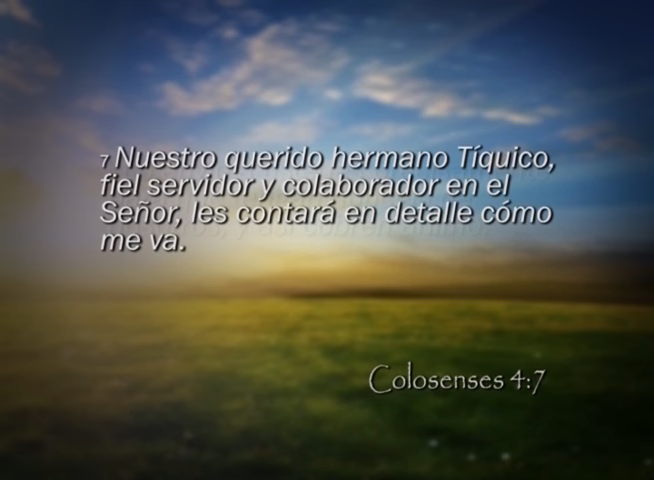 7 Nuestro querido hermano Tíquico,
fiel servidor y colaborador en el
Señor, les contará en detalle cómo
me va.
Colosenses 4:7